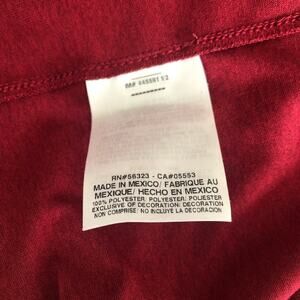 RN#56323 - CA#05553
MADE IN MEXICO/ FABRIQUE AU
MEXIQUE/ HECHO EN MEXICO
100% POLYESTER. POLYESTER. POLYESTER
EXCLUSIVE OF DECORATION/ DECORATION
NON COMPRISE/ NO INCLUYE LA DECORACION